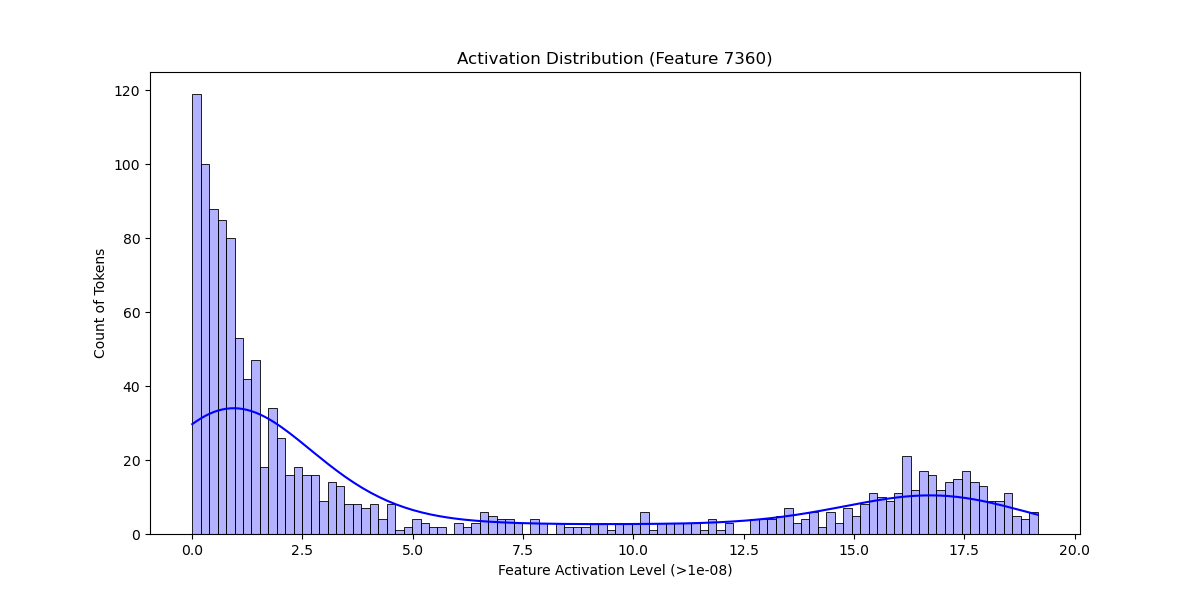 Activation Distribution (Feature 7360)
Count of Tokens
120
100
80
60
40
20
0
0.0 2.5 5.0 7.5 10.0 12.5 15.0 17.5 20.0
Feature Activation Level (>1e-08)